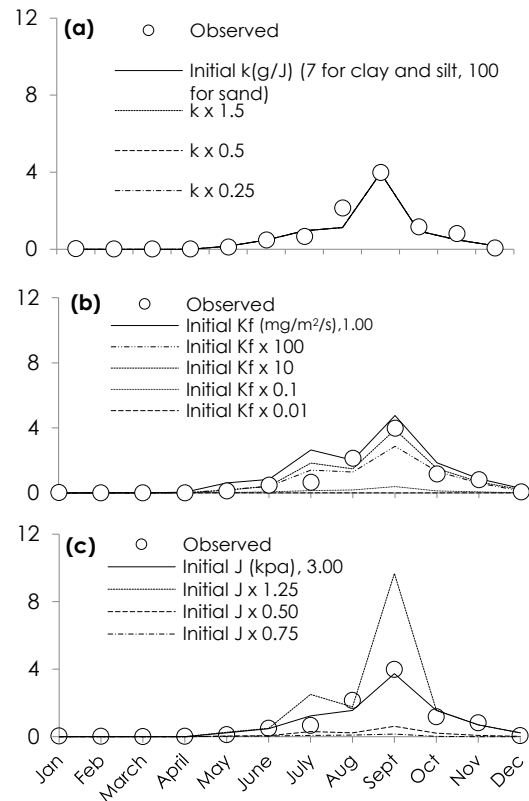 12
(a)
Observed
8
Initial k(g/J) (7 for clay and silt, 100
for sand)
k x 1.5
4
k x 0.5
k x 0.25
0
12
(b)
Observed
Initial Kf (mg/m²/s),1.00
Initial Kf x 100
8
Initial Kf x 10
Initial Kf x 0.1
Initial Kf x 0.01
4
0
12
(c)
Observed
Initial J (kpa), 3.00
Initial J x 1.25
8
Initial J x 0.50
Initial J x 0.75
4
0
Jan Feb March April May June July Aug Sept Oct Nov Dec